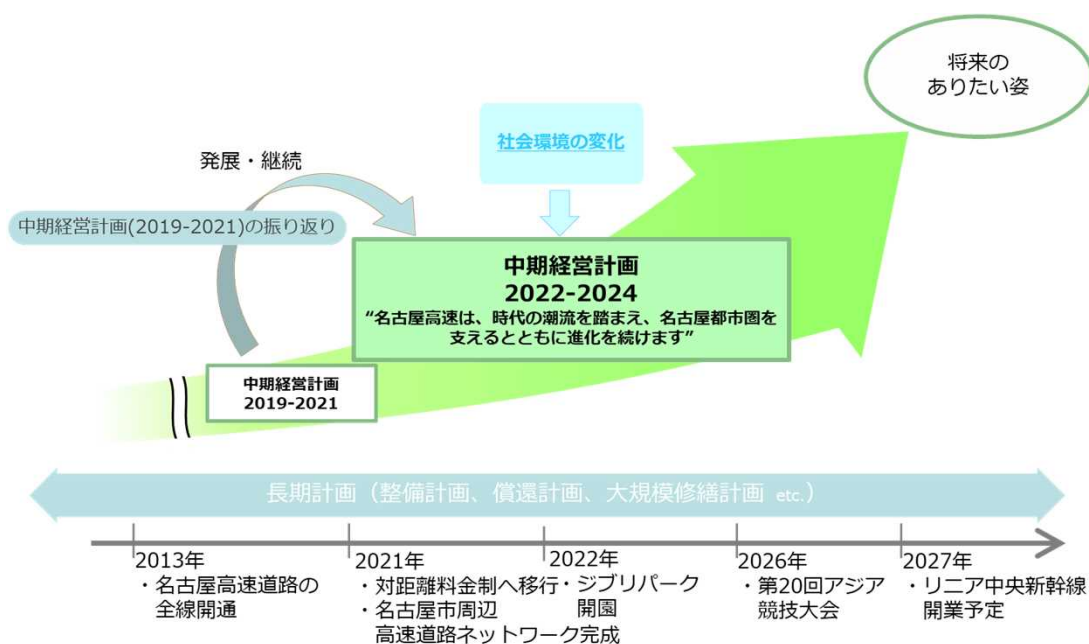 将来の
ありたい姿
社会環境の変化
発展・継続
中期経営計画(2019-2021)の振り返り
中期経営計画
2022-2024
“名古屋高速は、時代の潮流を踏まえ、名古屋都市圏を
支えるとともに進化を続けます”
中期経営計画
2019-2021
長期計画（整備計画、償還計画、大規模修繕計画 etc.）
2013年
・名古屋高速道路の
全線開通
2021年
・対距離料金制へ移行
・名古屋市周辺
高速道路ネットワーク完成
2022年
・ジブリパーク
開園
2026年
・第20回アジア
競技大会
2027年
・リニア中央新幹線
開業予定